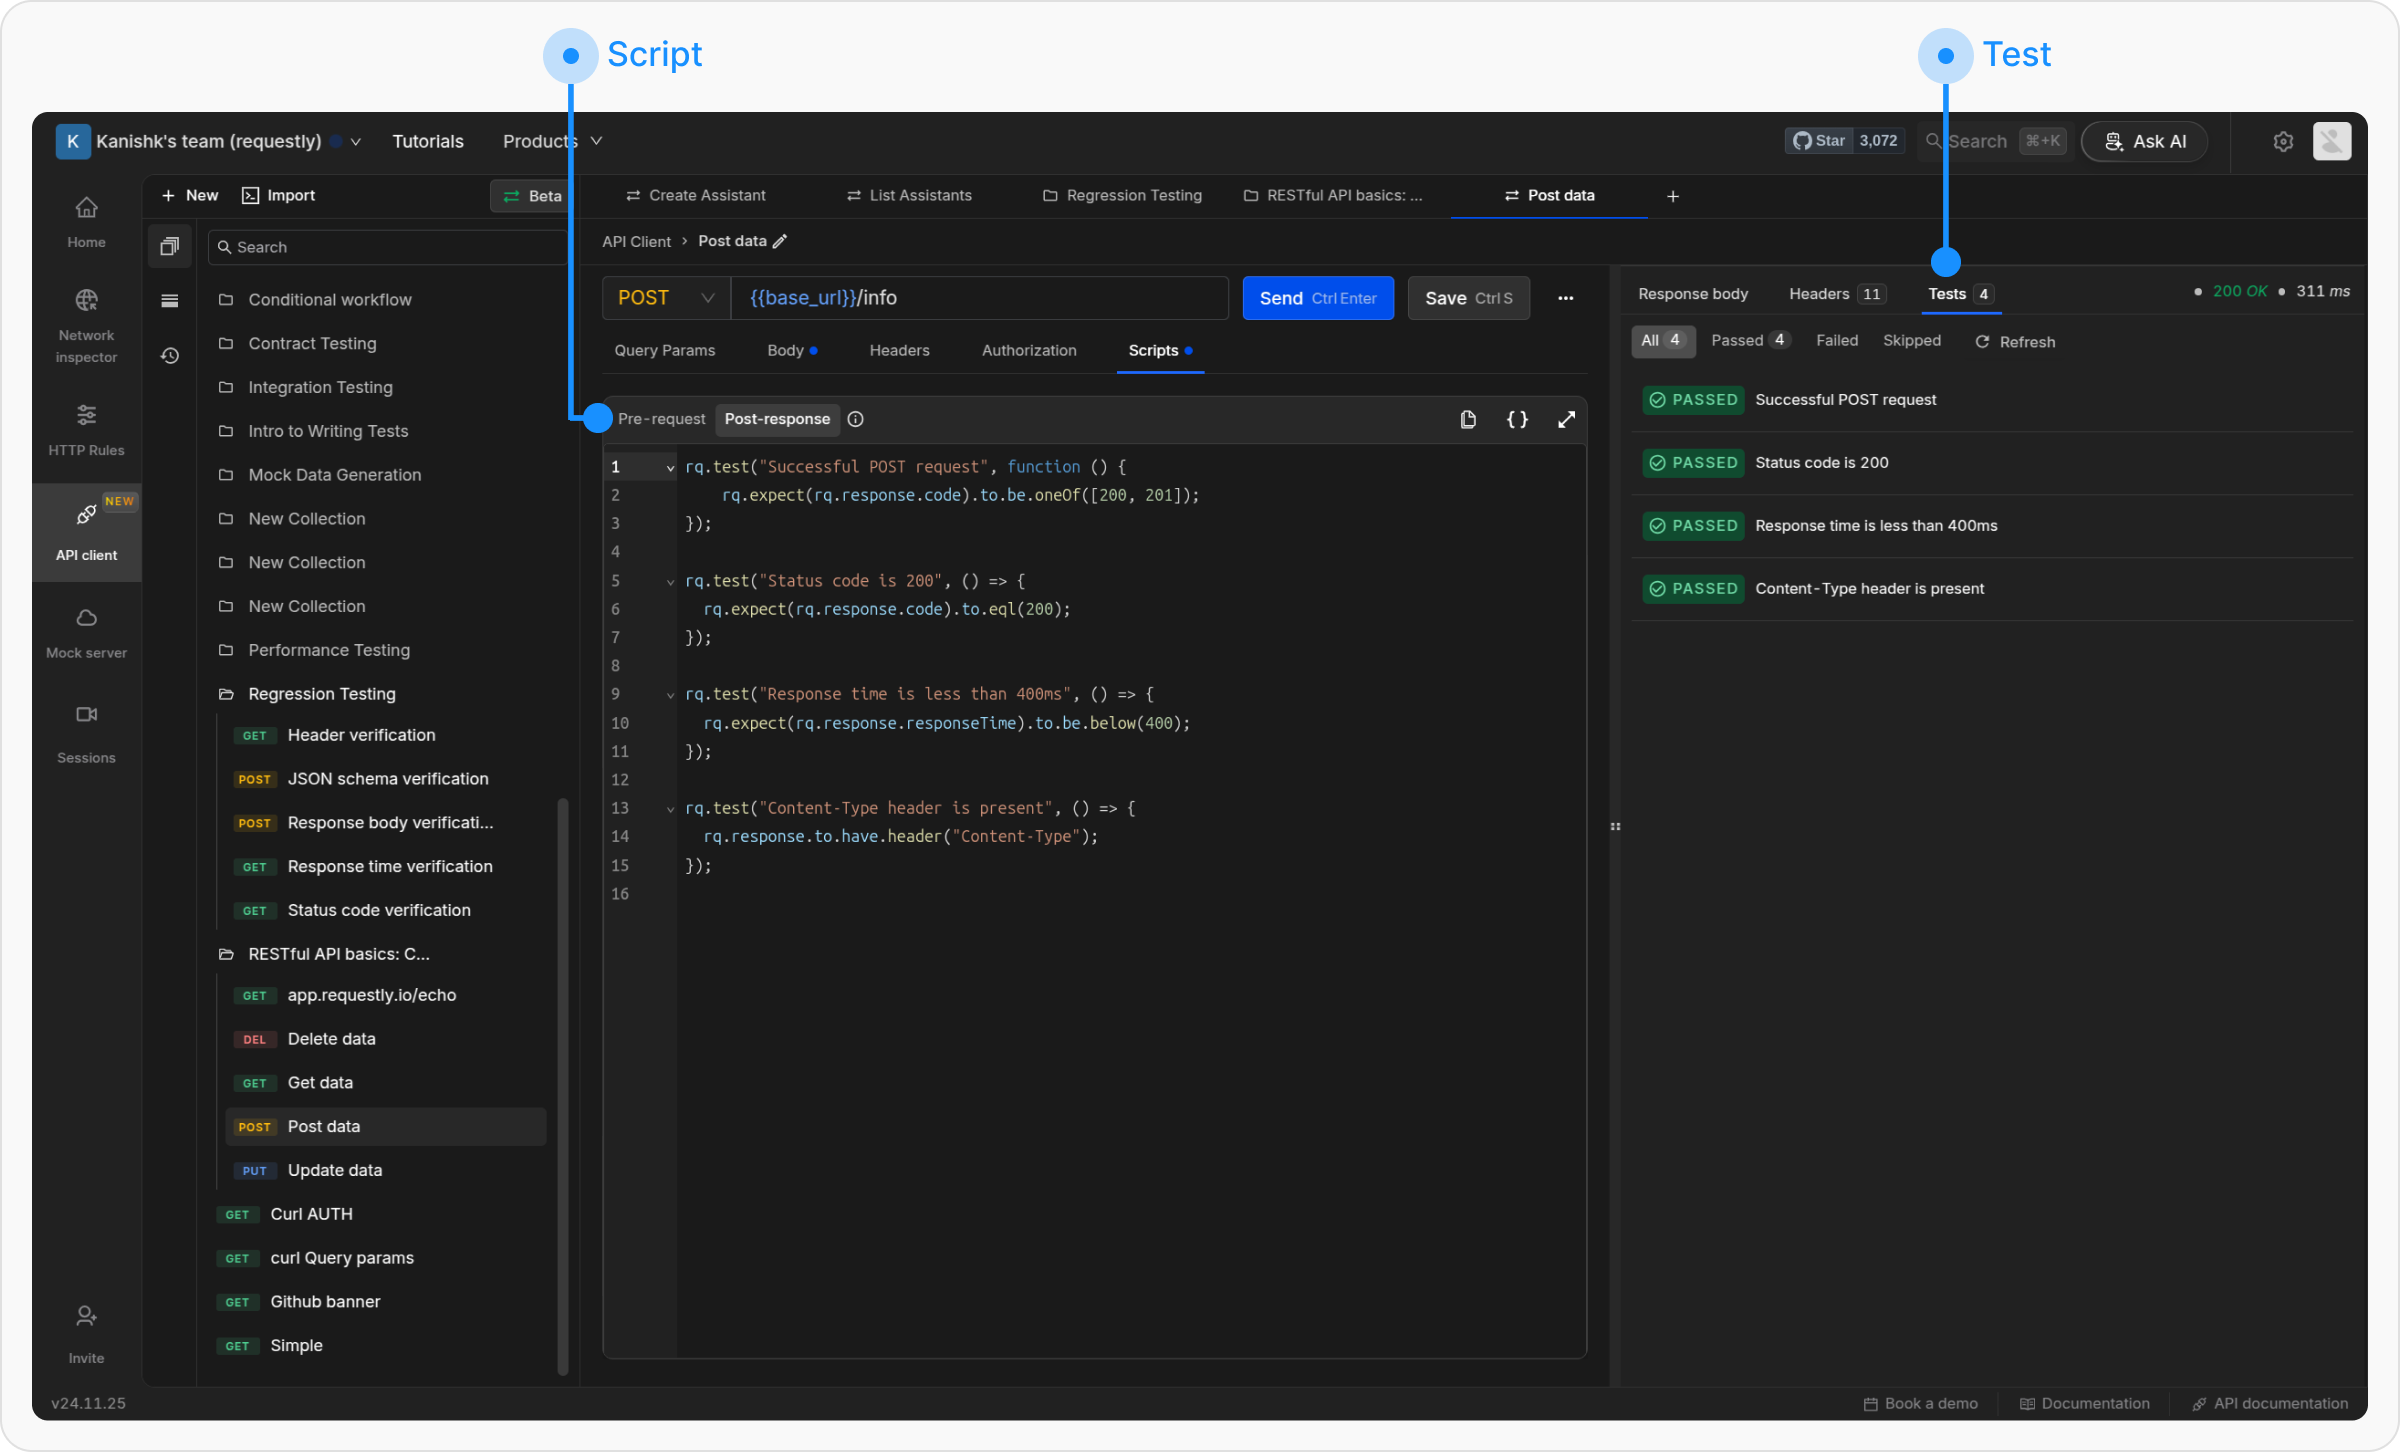 Script
Test
K Kanishk's team (requestly)
Tutorials
Products
Star 3,072
Search ⌘+K
Ask AI
+ New
Import
Beta
Create Assistant
List Assistants
Regression Testing
RESTful API basics: ...
Post data
+
Home
Network inspector
HTTP Rules
NEW
API client
Mock server
Sessions
Invite
v24.11.25
Search
Conditional workflow
Contract Testing
Integration Testing
Intro to Writing Tests
Mock Data Generation
New Collection
New Collection
New Collection
Performance Testing
Regression Testing
GET Header verification
POST JSON schema verification
POST Response body verificati...
GET Response time verification
GET Status code verification
RESTful API basics: C...
GET app.requestly.io/echo
DEL Delete data
GET Get data
POST Post data
PUT Update data
GET Curl AUTH
GET curl Query params
GET Github banner
GET Simple
API Client > Post data
POST {{base_url}}/info
Send Ctrl Enter
Save Ctrl S
Query Params
Body
Headers
Authorization
Scripts
Pre-request Post-response
1 rq.test("Successful POST request", function () {
2 rq.expect(rq.response.code).to.be.oneOf([200, 201]);
3 });
4
5 rq.test("Status code is 200", () => {
6 rq.expect(rq.response.code).to.eql(200);
7 });
8
9 rq.test("Response time is less than 400ms", () => {
10 rq.expect(rq.response.responseTime).to.be.below(400);
11 });
12
13 rq.test("Content-Type header is present", () => {
14 rq.response.to.have.header("Content-Type");
15 });
16
Response body
Headers 11
Tests 4
200 OK
311 ms
All 4
Passed 4
Failed
Skipped
Refresh
PASSED Successful POST request
PASSED Status code is 200
PASSED Response time is less than 400ms
PASSED Content-Type header is present
Book a demo
Documentation
API documentation